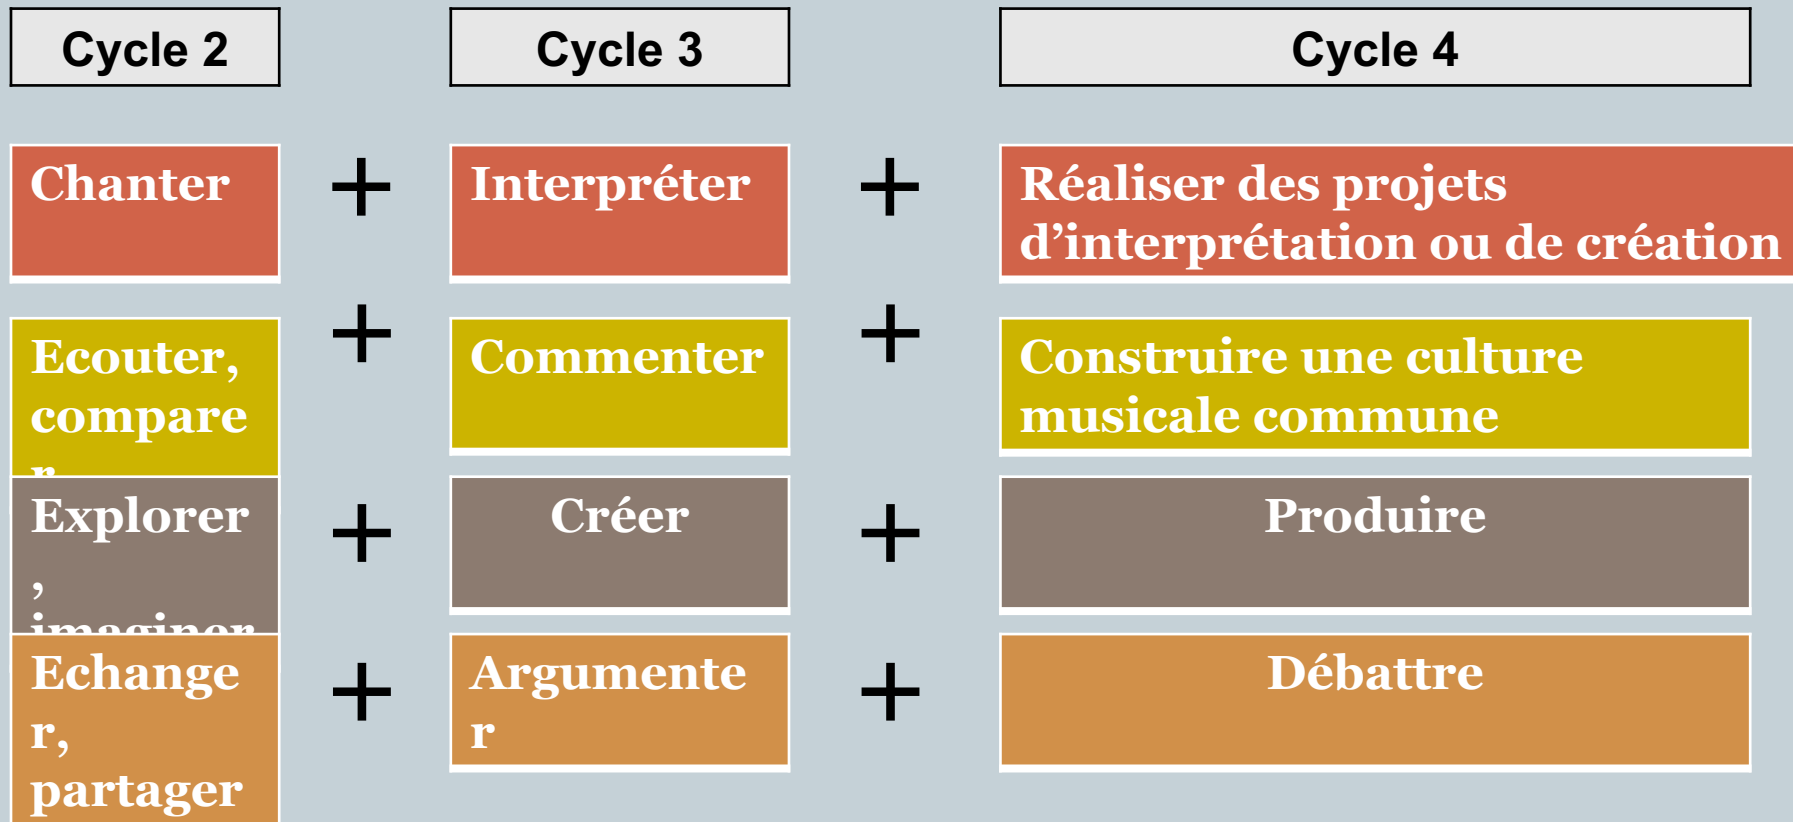 Cycle 2
Cycle 3
Cycle 4
Chanter
+
Interpréter
+
Réaliser des projets
d’interprétation ou de création
Ecouter,
compare
r
+
Commenter
+
Construire une culture
musicale commune
Explorer
,
imaginer
+
Créer
+
Produire
Echange
r,
partager
+
Argumente
r
+
Débattre